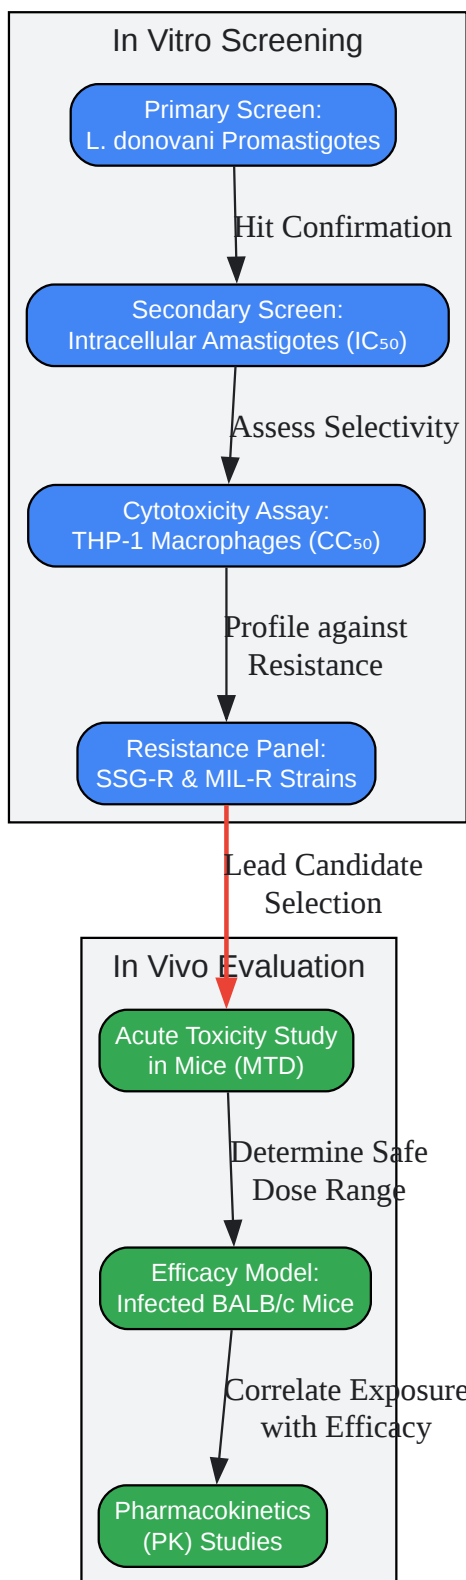 In Vitro Screening
Primary Screen:
L. donovani Promastigotes
Hit Confirmation
Secondary Screen:
Intracellular Amastigotes (IC₅₀)
Assess Selectivity
Cytotoxicity Assay:
THP-1 Macrophages (CC₅₀)
Profile against
Resistance
Resistance Panel:
SSG-R & MIL-R Strains
Lead Candidate
Selection
In Vivo Evaluation
Acute Toxicity Study
in Mice (MTD)
Determine Safe
Dose Range
Efficacy Model:
Infected BALB/c Mice
Correlate Exposure
with Efficacy
Pharmacokinetics
(PK) Studies